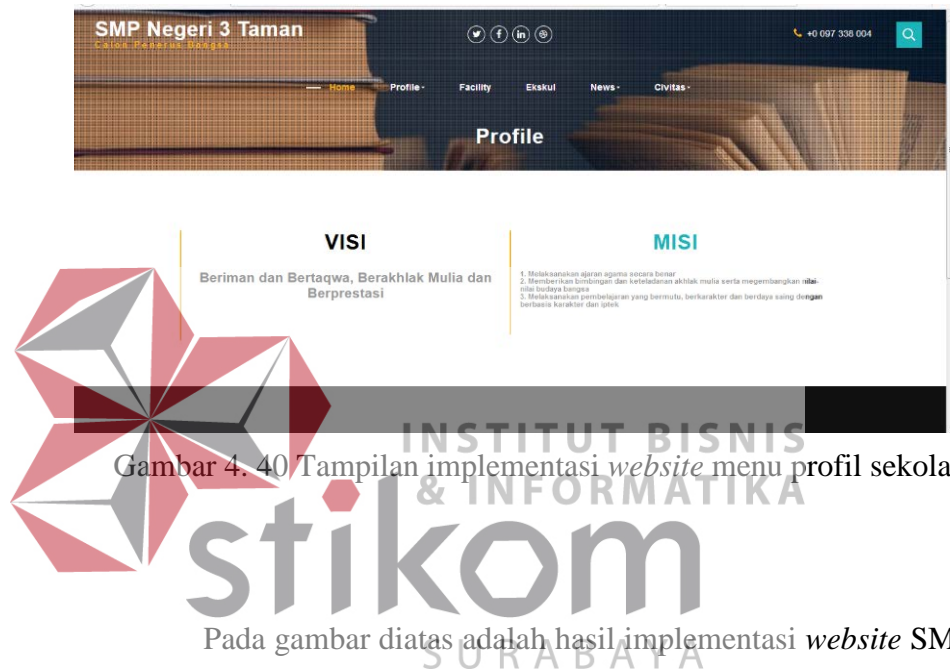 SMP Negeri 3 Taman
Calon Penerus Bangsa
+0 097 338 004
Home Profile Facility Ekskul News Civitas
Profile
VISI
Beriman dan Bertaqwa, Berakhlak Mulia dan
Berprestasi
MISI
1. Melaksanakan ajaran agama secara benar
2. Memberikan bimbingan dan keteladanan akhlak mulia serta megembangkan nilai-
nilai budaya bangsa
3. Melaksanakan pembelajaran yang bermutu, berkarakter dan berdaya saing dengan
berbasis karakter dan iptek
INSTITUT BISNIS
Gambar 4. 40 Tampilan implementasi website menu profil sekola
& INFORMATIKA
stikom
Pada gambar diatas adalah hasil implementasi website SM
SURABAYA